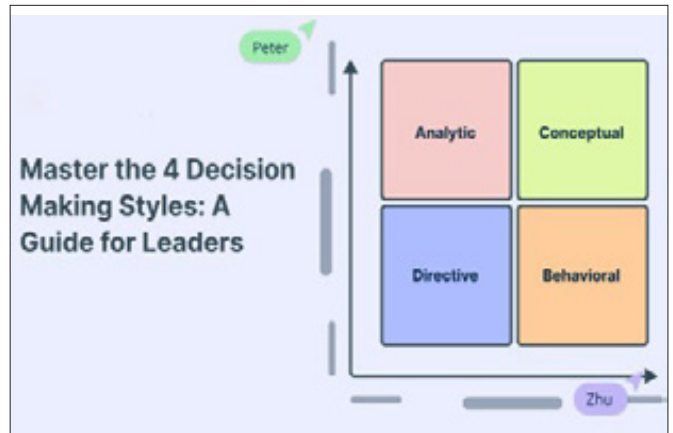 Peter
Master the 4 Decision
Making Styles: A
Guide for Leaders
Analytic
Conceptual
Directive
Behavioral
Zhu